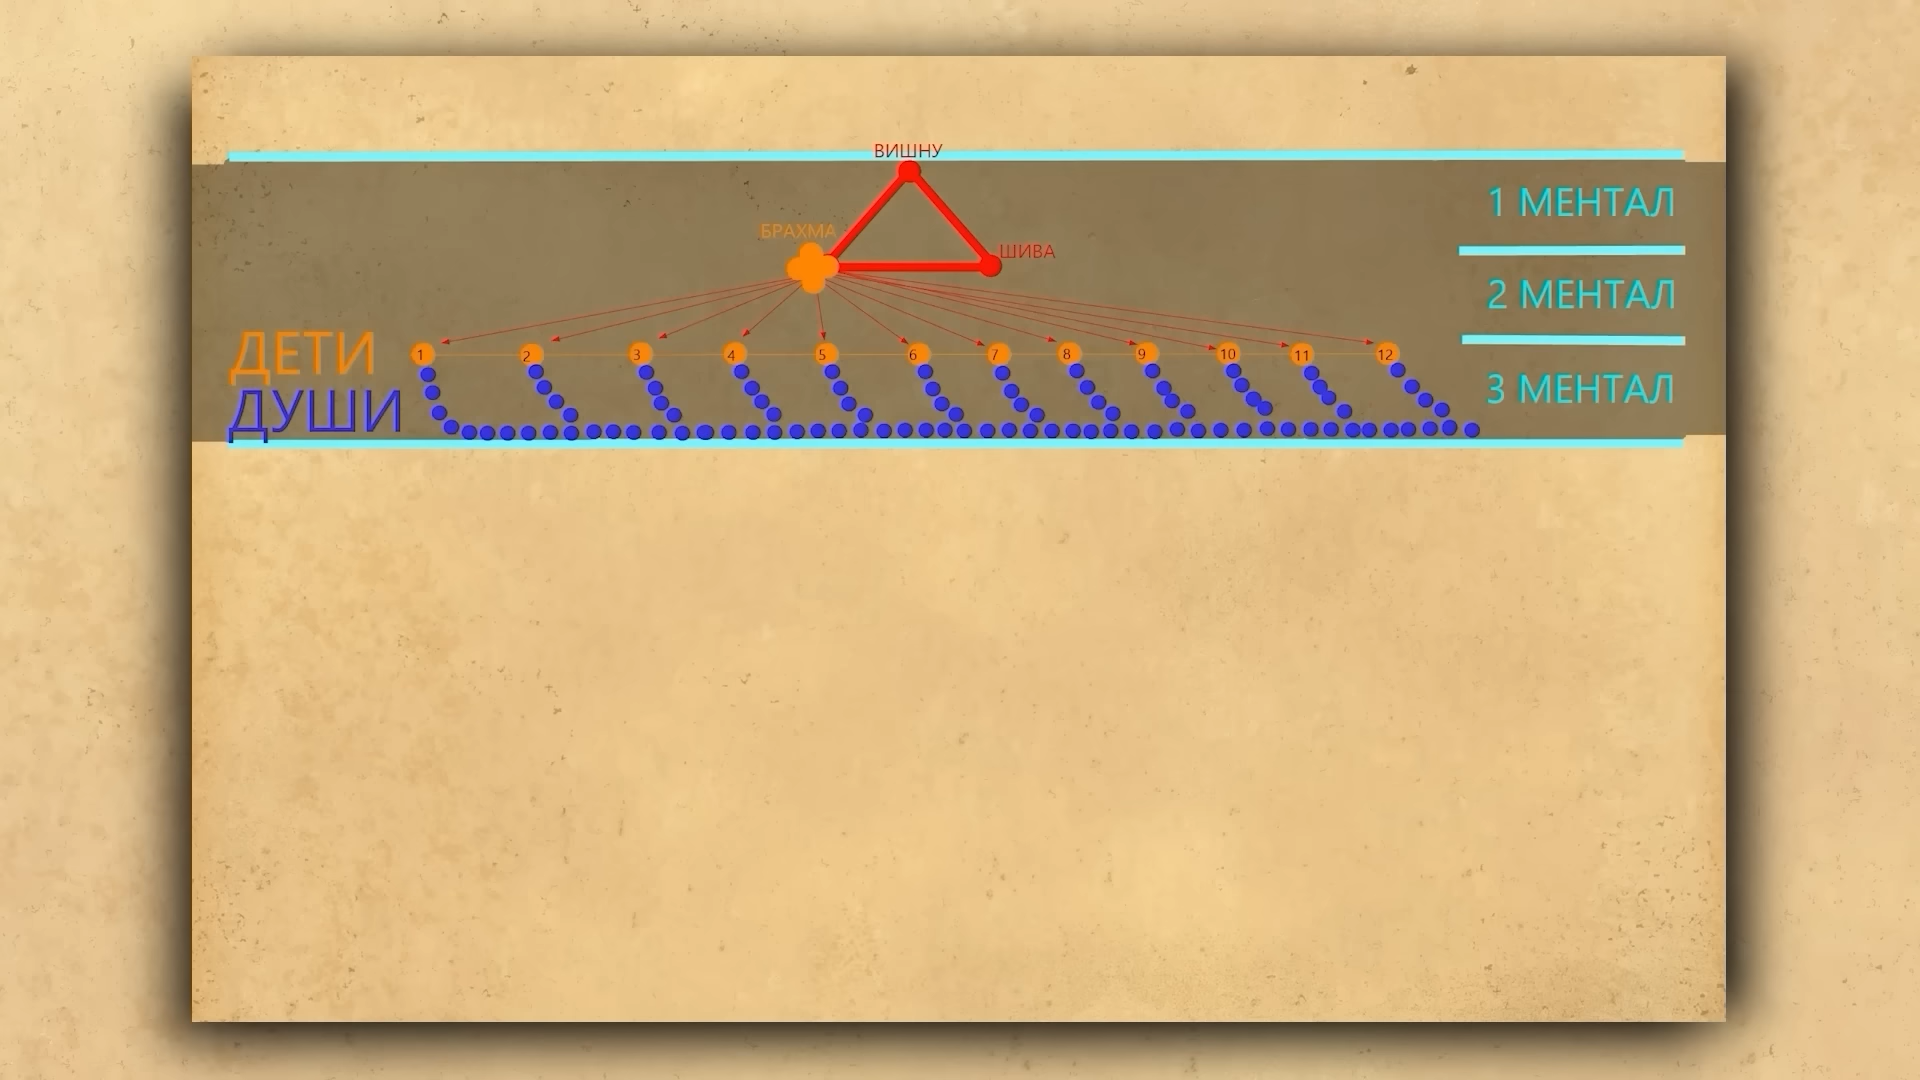 ВИШНУ
1 МЕНТАЛ
БРАХМА
ШИВА
2 МЕНТАЛ
ДЕТИ
1 2 3 4 5 6 7 8 9 10 11 12
3 МЕНТАЛ
ДУШИ